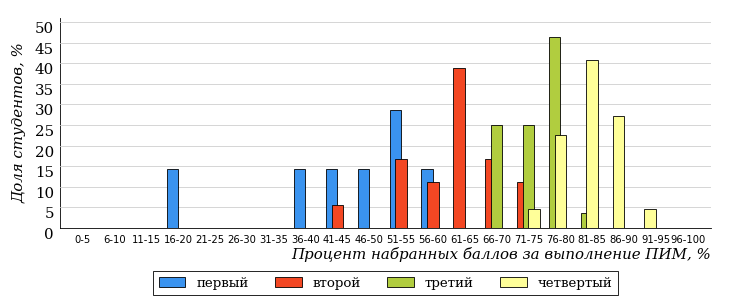 Доля студентов, %
50
45
40
35
30
25
20
15
10
5
0
0-5 6-10 11-15 16-20 21-25 26-30 31-35 36-40 41-45 46-50 51-55 56-60 61-65 66-70 71-75 76-80 81-85 86-90 91-95 96-100
Процент набранных баллов за выполнение ПИМ, %
первый второй третий четвертый